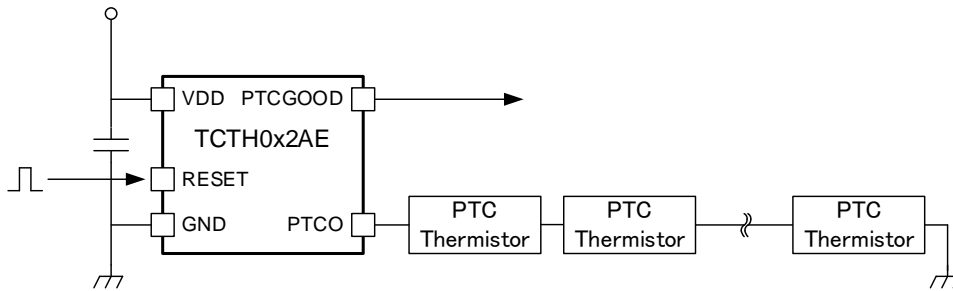 VDD PTCGOOD
TCTH0x2AE
RESET
GND PTCO
PTC
Thermistor
PTC
Thermistor
PTC
Thermistor